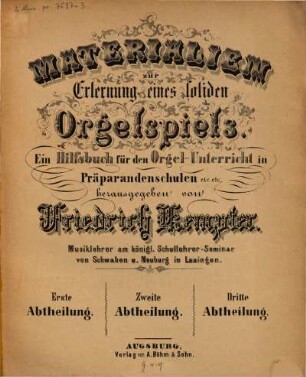 MATERIALIEN
zur
Erlernung eines soliden
Orgelspiels.
Ein Hilfsbuch für den Orgel-Unterricht in
Präparandenschulen etc. etc.
herausgegeben von
Friedrich Kempter.
Musiklehrer am königl. Schullehrer-Seminar
von Schwaben u. Neuburg in Lauingen.
Erste Abtheilung.
Zweite Abtheilung.
Dritte Abtheilung.
AUGSBURG,
Verlag von A. Böhm & Sohn.